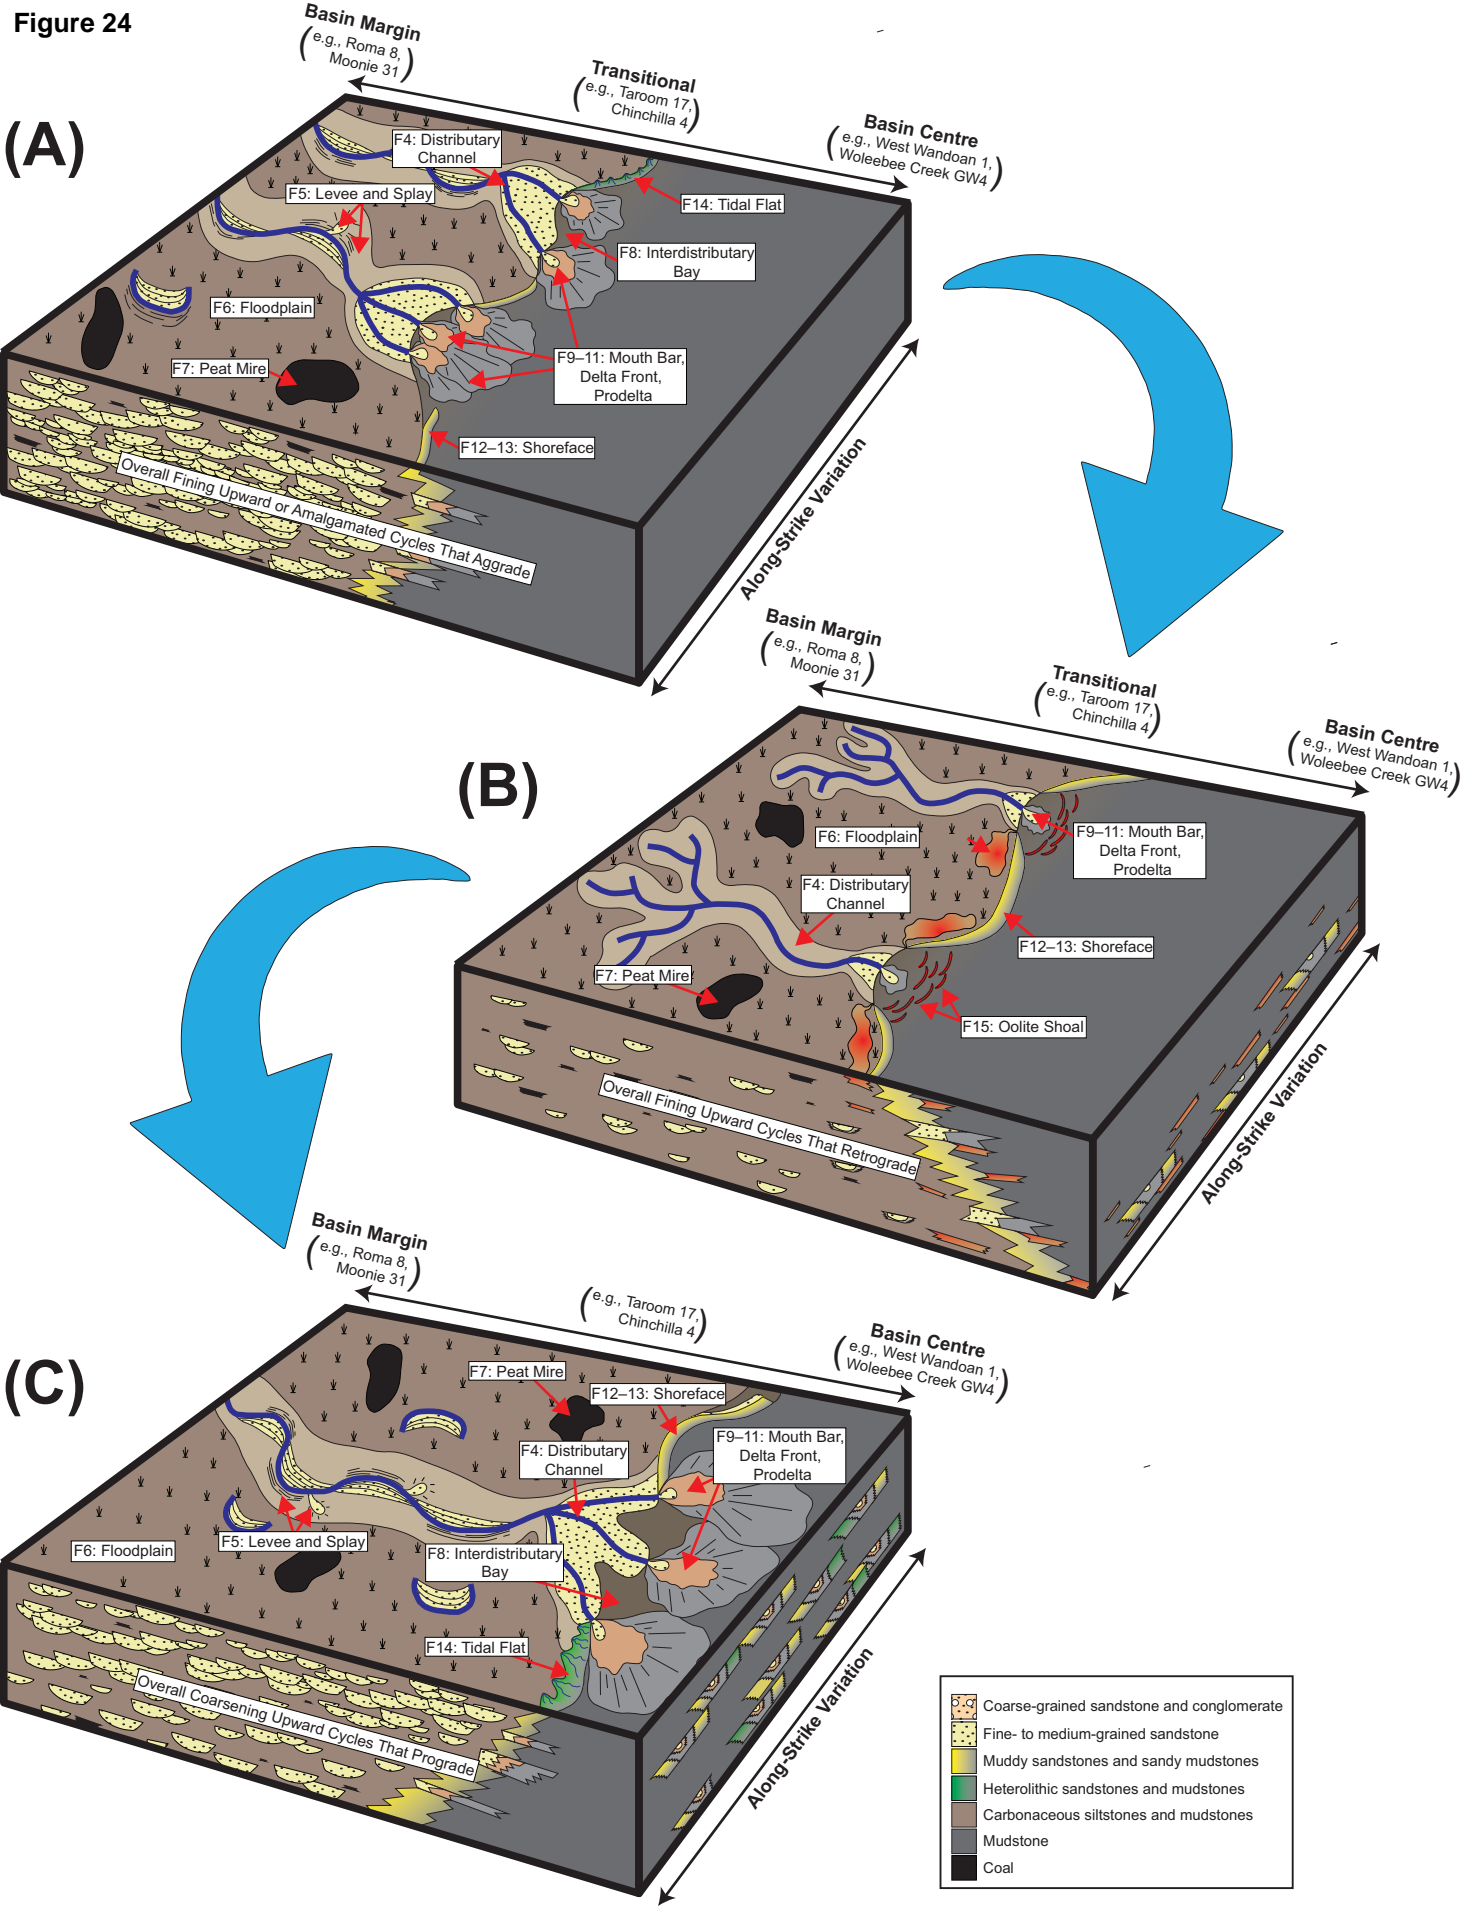 Figure 24
(A)
Basin Margin
(e.g., Roma 8,
Moonie 31)
Transitional
(e.g., Taroom 17,
Chinchilla 4)
Basin Centre
(e.g., West Wandoan 1,
Woleebee Creek GW4)
F4: Distributary
Channel
F5: Levee and Splay
F14: Tidal Flat
F8: Interdistributary
Bay
F6: Floodplain
F7: Peat Mire
F9–11: Mouth Bar,
Delta Front,
Prodelta
F12–13: Shoreface
Overall Fining Upward or Amalgamated Cycles That Aggrade
Along-Strike Variation
(B)
Basin Margin
(e.g., Roma 8,
Moonie 31)
Transitional
(e.g., Taroom 17,
Chinchilla 4)
Basin Centre
(e.g., West Wandoan 1,
Woleebee Creek GW4)
F6: Floodplain
F9–11: Mouth Bar,
Delta Front,
Prodelta
F4: Distributary
Channel
F12–13: Shoreface
F7: Peat Mire
F15: Oolite Shoal
Overall Fining Upward Cycles That Retrograde
Along-Strike Variation
(C)
Basin Margin
(e.g., Roma 8,
Moonie 31)
(e.g., Taroom 17,
Chinchilla 4)
Basin Centre
(e.g., West Wandoan 1,
Woleebee Creek GW4)
F7: Peat Mire
F12–13: Shoreface
F4: Distributary
Channel
F9–11: Mouth Bar,
Delta Front,
Prodelta
F5: Levee and Splay
F6: Floodplain
F8: Interdistributary
Bay
F14: Tidal Flat
Overall Coarsening Upward Cycles That Prograde
Along-Strike Variation
Coarse-grained sandstone and conglomerate
Fine- to medium-grained sandstone
Muddy sandstones and sandy mudstones
Heterolithic sandstones and mudstones
Carbonaceous siltstones and mudstones
Mudstone
Coal